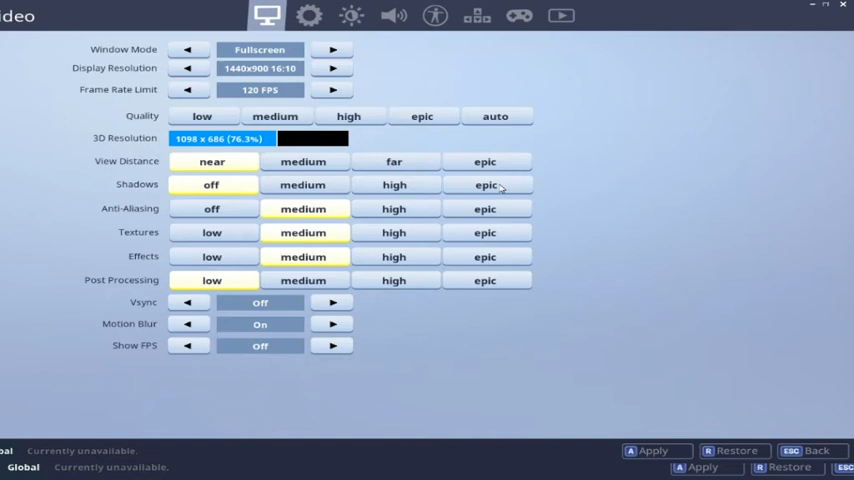 ideo
Window Mode Fullscreen
Display Resolution 1440x900 16:10
Frame Rate Limit 120 FPS
Quality low medium high epic auto
3D Resolution 1098 x 686 (76.3%)
View Distance near medium far epic
Shadows off medium high epic
Anti-Aliasing off medium high epic
Textures low medium high epic
Effects low medium high epic
Post Processing low medium high epic
Vsync Off
Motion Blur On
Show FPS Off
bal Currently unavailable. A Apply R Restore ESC Back
Global Currently unavailable. A Apply R Restore ESC